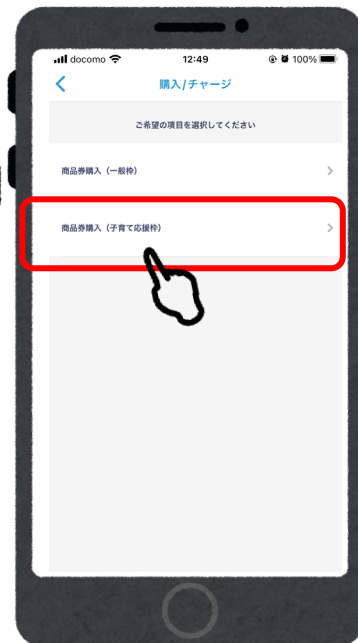 docomo 12:49 100%
購入/チャージ
ご希望の項目を選択してください
商品券購入（一般枠）
商品券購入（子育て応援枠）